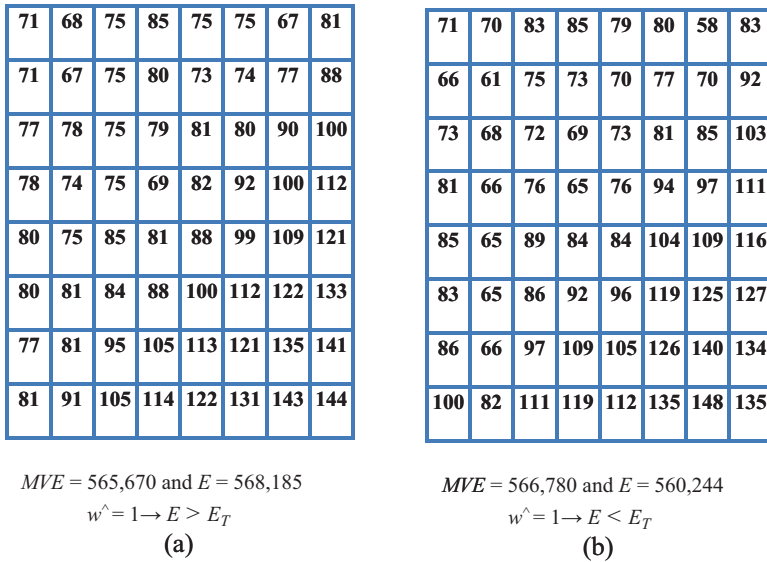 71 68 75 85 75 75 67 81
71 67 75 80 73 74 77 88
77 78 75 79 81 80 90 100
78 74 75 69 82 92 100 112
80 75 85 81 88 99 109 121
80 81 84 88 100 112 122 133
77 81 95 105 113 121 135 141
81 91 105 114 122 131 143 144
MVE = 565,670 and E = 568,185
w^ = 1→ E > E_T
(a)
71 70 83 85 79 80 58 83
66 61 75 73 70 77 70 92
73 68 72 69 73 81 85 103
81 66 76 65 76 94 97 111
85 65 89 84 84 104 109 116
83 65 86 92 96 119 125 127
86 66 97 109 105 126 140 134
100 82 111 119 112 135 148 135
MVE = 566,780 and E = 560,244
w^ = 1→ E < E_T
(b)